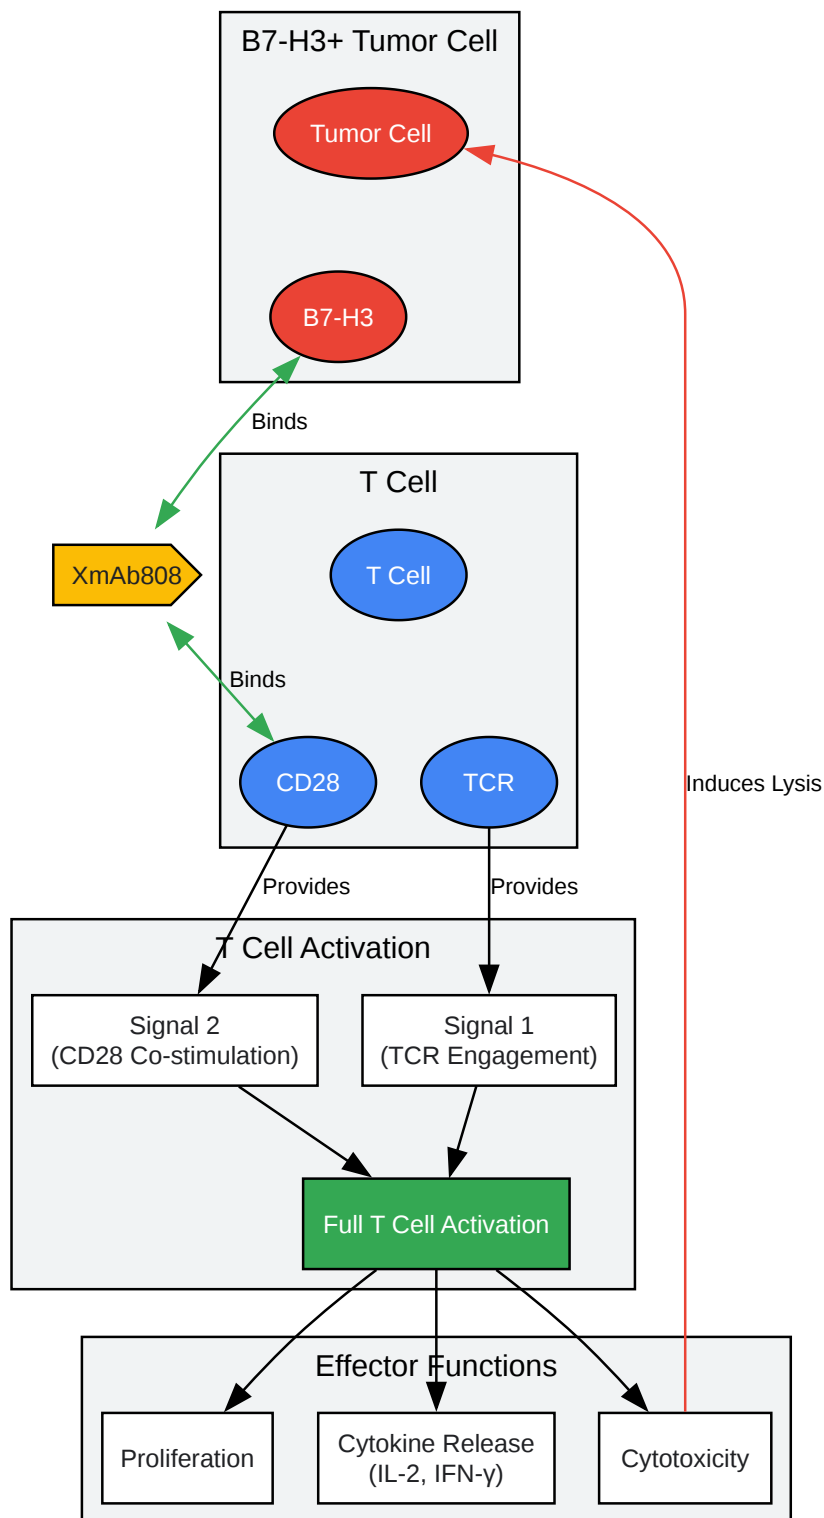 B7-H3+ Tumor Cell
Tumor Cell
B7-H3
Binds
T Cell
XmAb808
T Cell
Binds
CD28
TCR
Induces Lysis
Provides
Provides
T Cell Activation
Signal 2
(CD28 Co-stimulation)
Signal 1
(TCR Engagement)
Full T Cell Activation
Effector Functions
Proliferation
Cytokine Release
(IL-2, IFN-γ)
Cytotoxicity